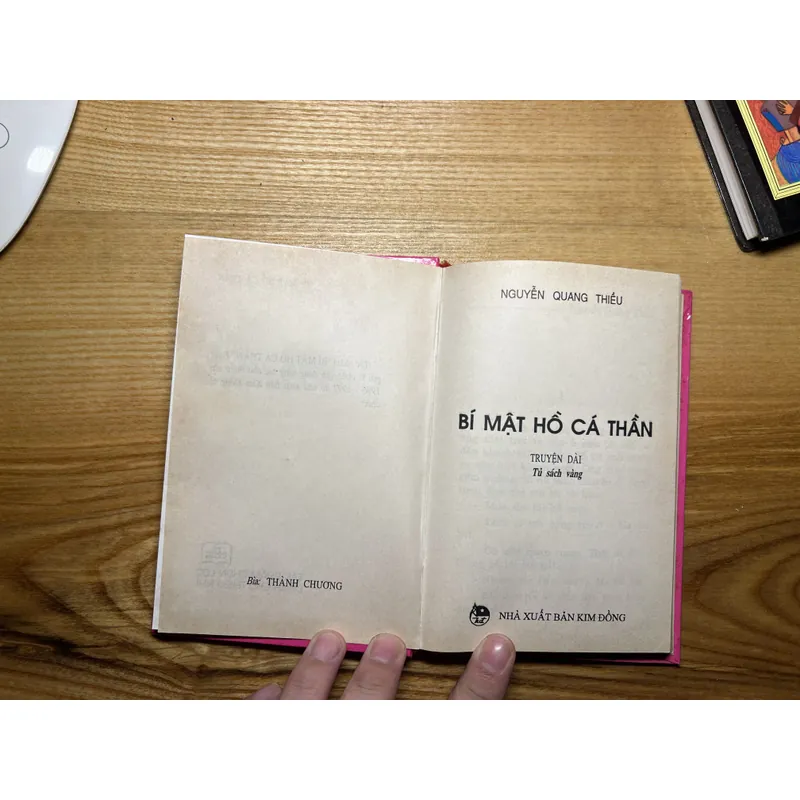 Bìa: THÀNH CHƯƠNG
NGUYỄN QUANG THIỀU
BÍ MẬT HỒ CÁ THẦN
TRUYỆN DÀI
Tủ sách vàng
NHÀ XUẤT BẢN KIM ĐỒNG